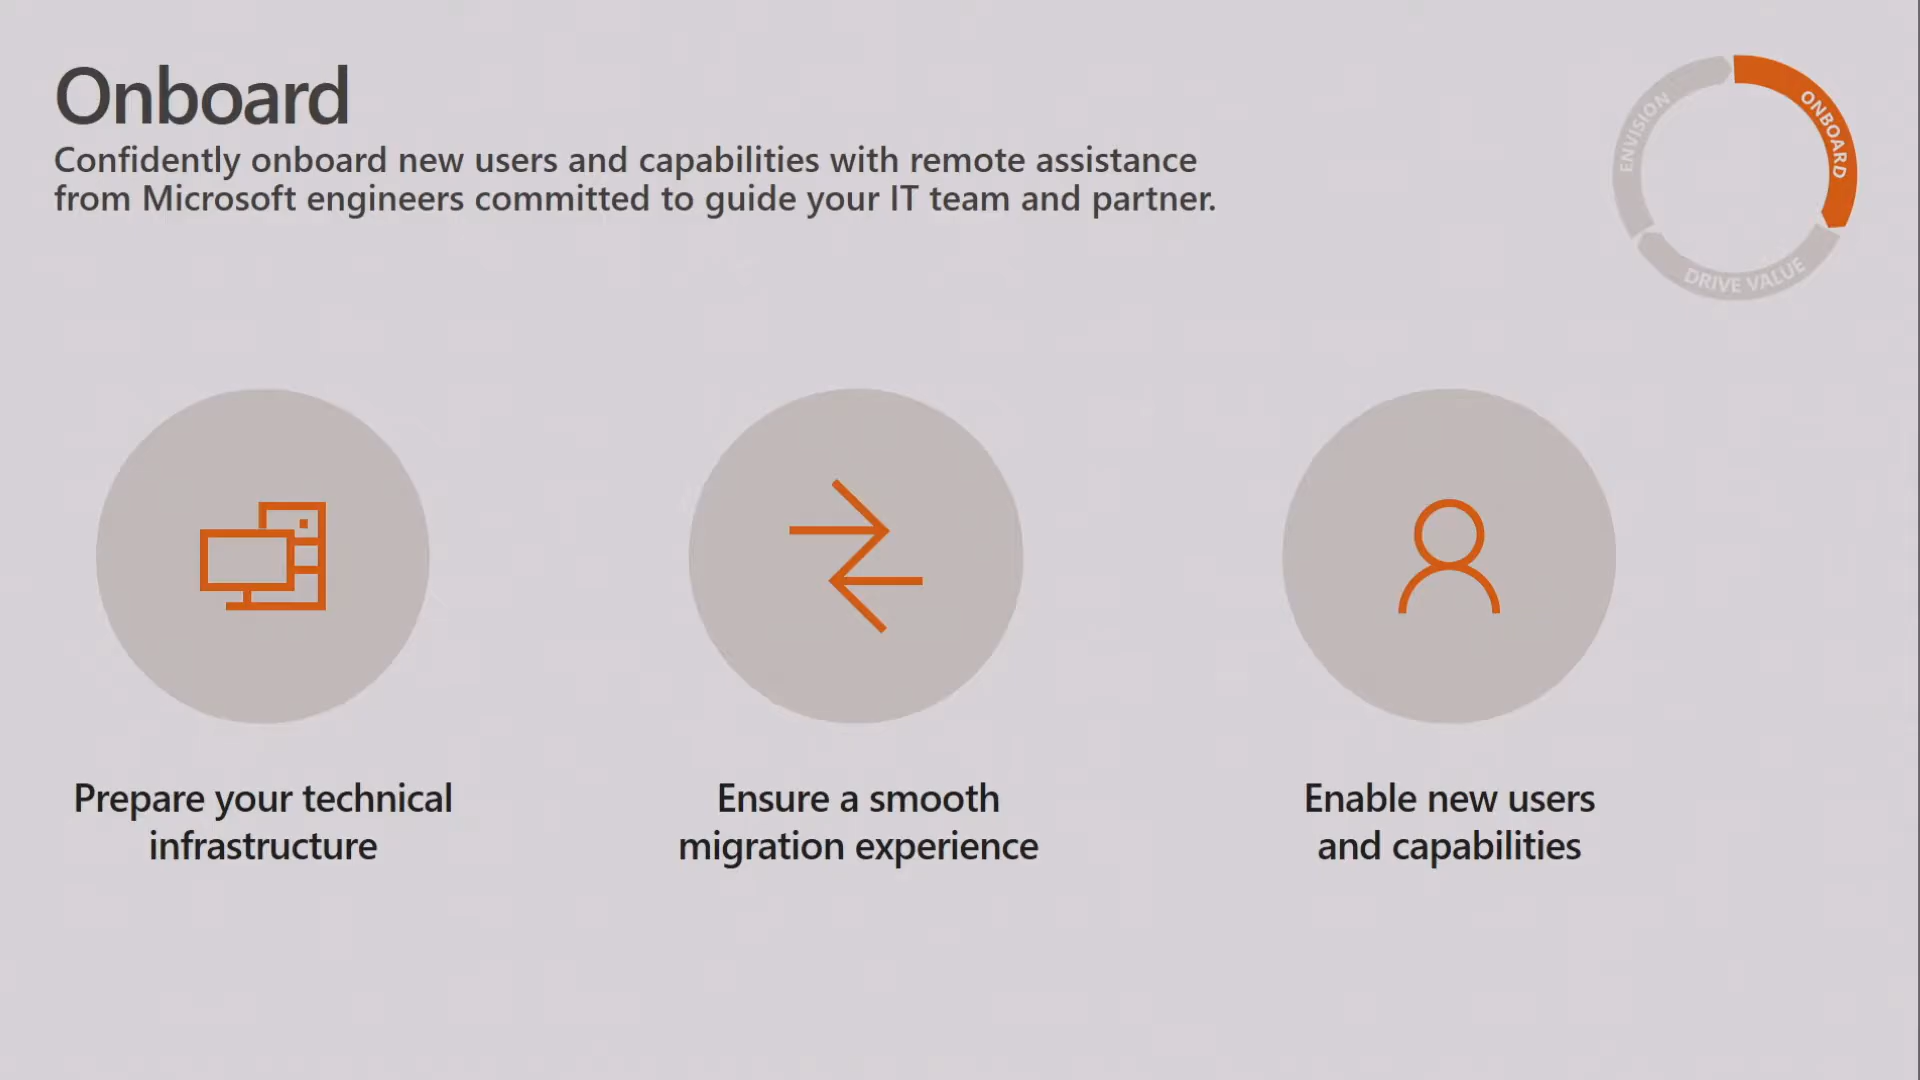 Onboard
Confidently onboard new users and capabilities with remote assistance
from Microsoft engineers committed to guide your IT team and partner.
ENVISION
ONBOARD
DRIVE VALUE
Prepare your technical
infrastructure
Ensure a smooth
migration experience
Enable new users
and capabilities